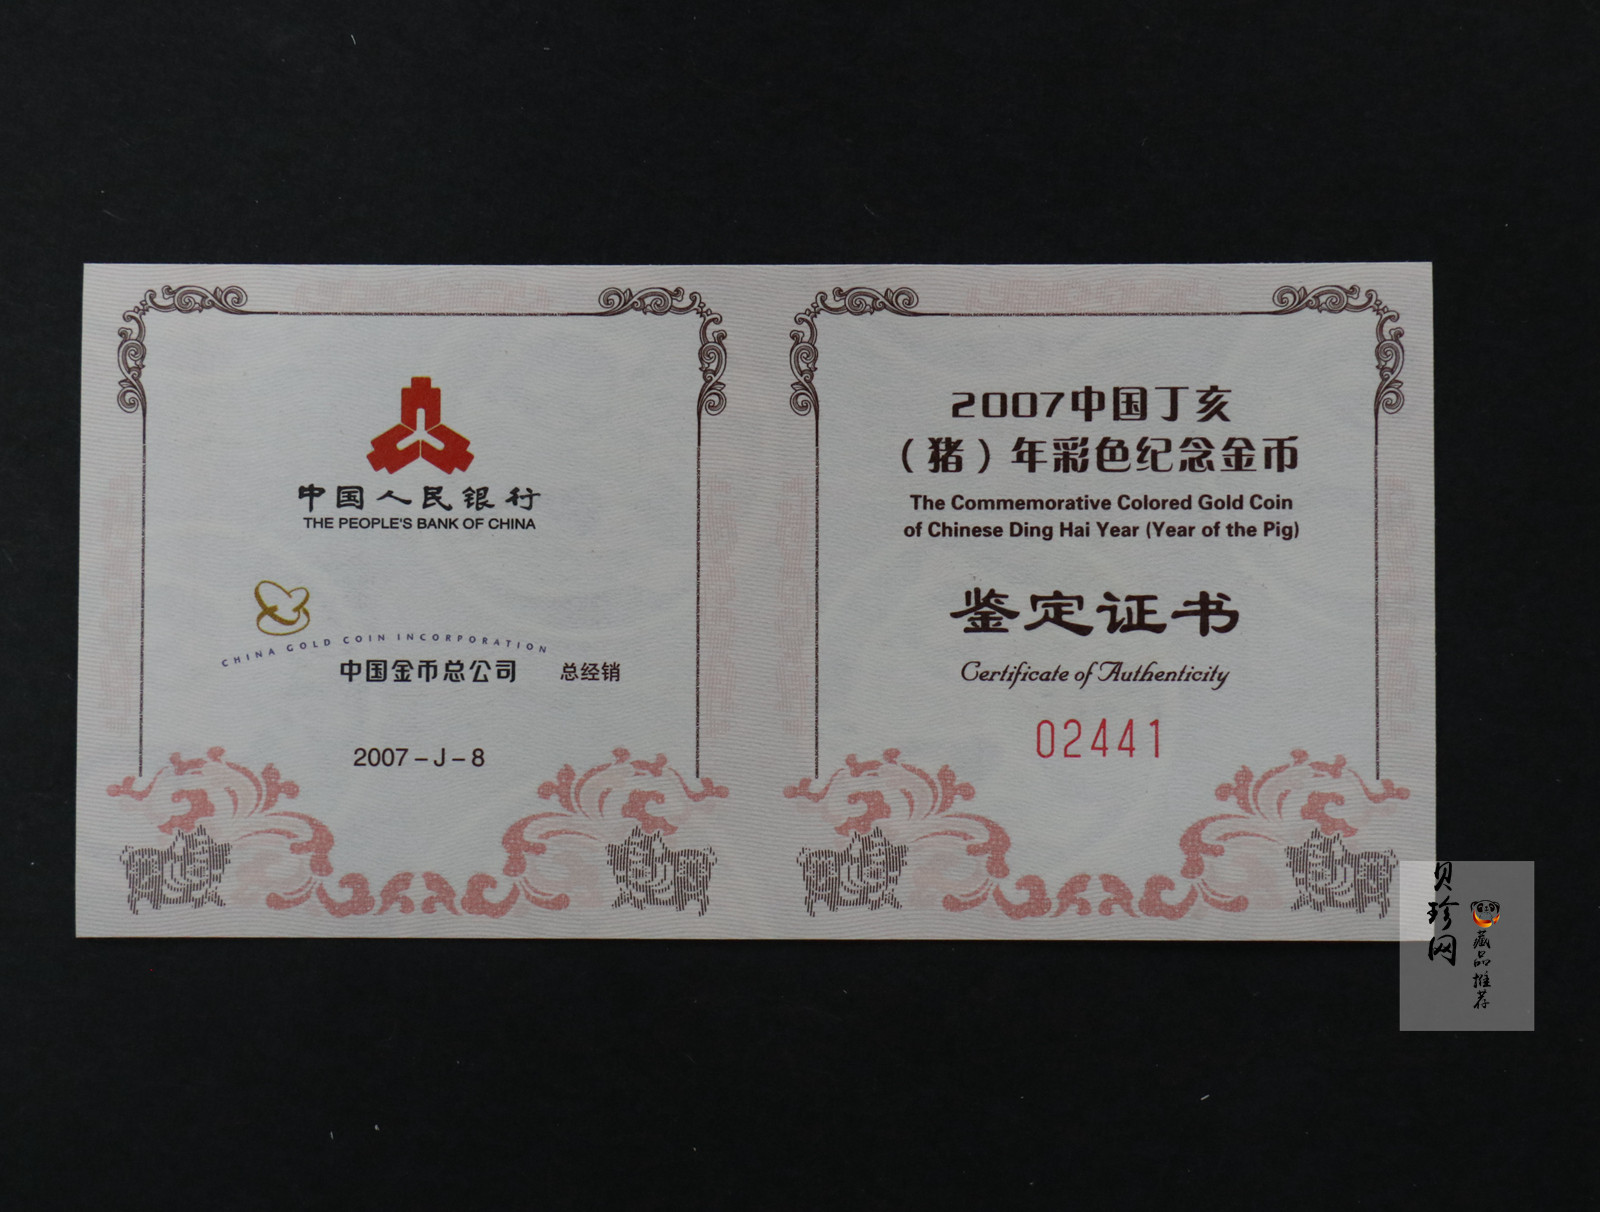 中国人民银行
THE PEOPLE'S BANK OF CHINA
CHINA GOLD COIN INCORPORATION
中国金币总公司 总经销
2007－J－8
2007中国丁亥
（猪）年彩色纪念金币
The Commemorative Colored Gold Coin
of Chinese Ding Hai Year (Year of the Pig)
鉴定证书
Certificate of Authenticity
02441
贝珍网
藏品推荐